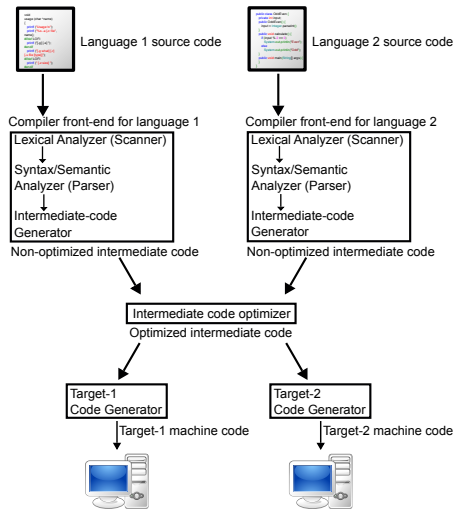 Language 1 source code
Language 2 source code
Compiler front-end for language 1
Lexical Analyzer (Scanner)
Syntax/Semantic
Analyzer (Parser)
Intermediate-code
Generator
Non-optimized intermediate code
Compiler front-end for language 2
Lexical Analyzer (Scanner)
Syntax/Semantic
Analyzer (Parser)
Intermediate-code
Generator
Non-optimized intermediate code
Intermediate code optimizer
Optimized intermediate code
Target-1
Code Generator
Target-1 machine code
Target-2
Code Generator
Target-2 machine code